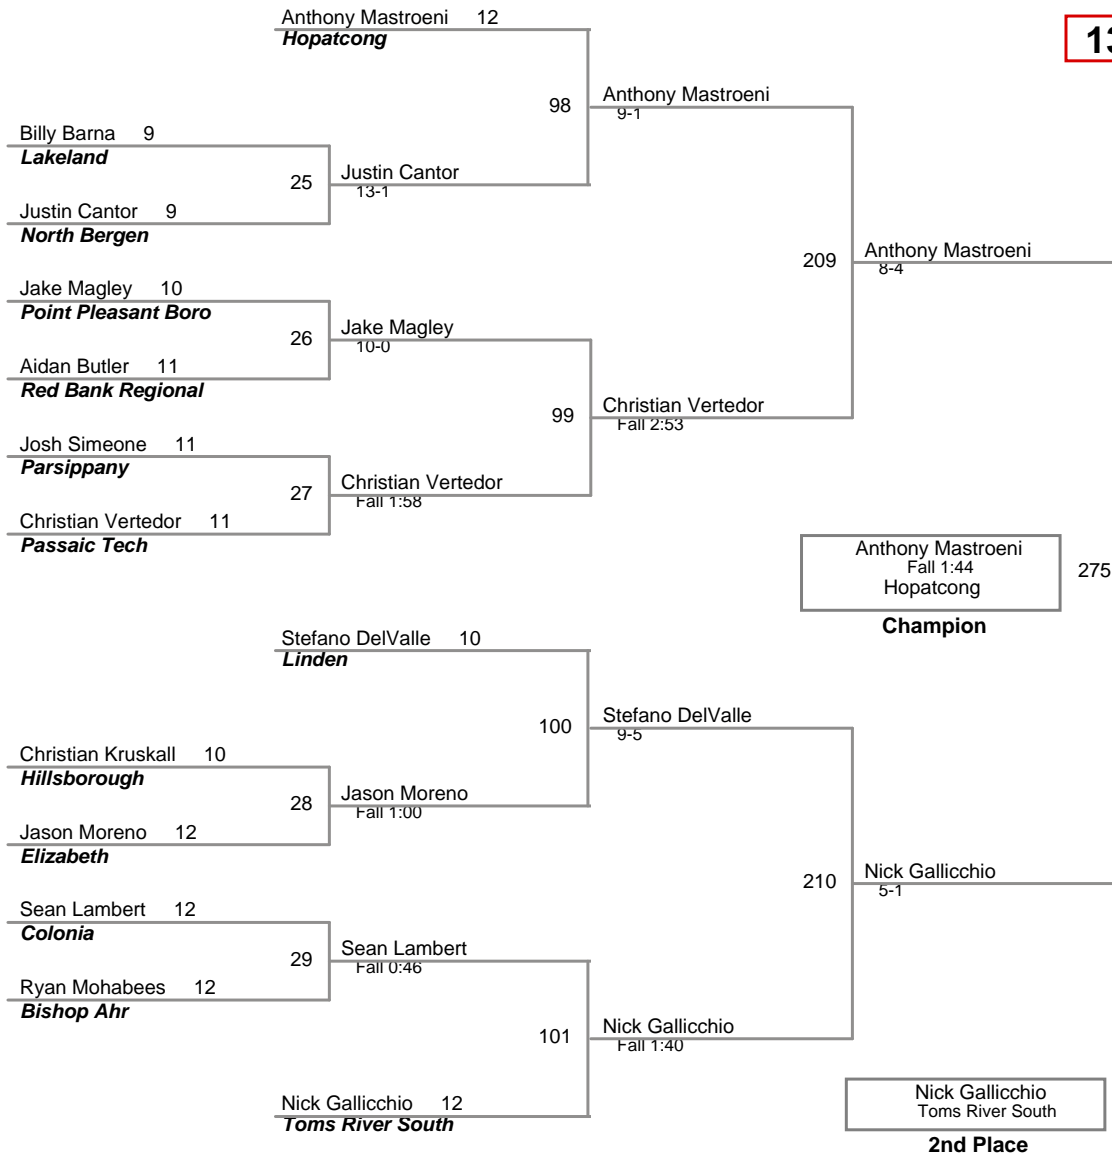 Anthony Mastroeni 12
Hopatcong
98
Anthony Mastroeni
9-1
Billy Barna 9
Lakeland
25
Justin Cantor
13-1
Justin Cantor 9
North Bergen
209
Anthony Mastroeni
8-4
Jake Magley 10
Point Pleasant Boro
26
Jake Magley
10-0
Aidan Butler 11
Red Bank Regional
99
Christian Vertedor
Fall 2:53
Josh Simeone 11
Parsippany
27
Christian Vertedor
Fall 1:58
Christian Vertedor 11
Passaic Tech
Anthony Mastroeni
Fall 1:44
Hopatcong
275
Champion
Stefano DelValle 10
Linden
100
Stefano DelValle
9-5
Christian Kruskall 10
Hillsborough
28
Jason Moreno
Fall 1:00
Jason Moreno 12
Elizabeth
210
Nick Gallicchio
5-1
Sean Lambert 12
Colonia
29
Sean Lambert
Fall 0:46
Ryan Mohabees 12
Bishop Ahr
101
Nick Gallicchio
Fall 1:40
Nick Gallicchio 12
Toms River South
Nick Gallicchio
Toms River South
2nd Place